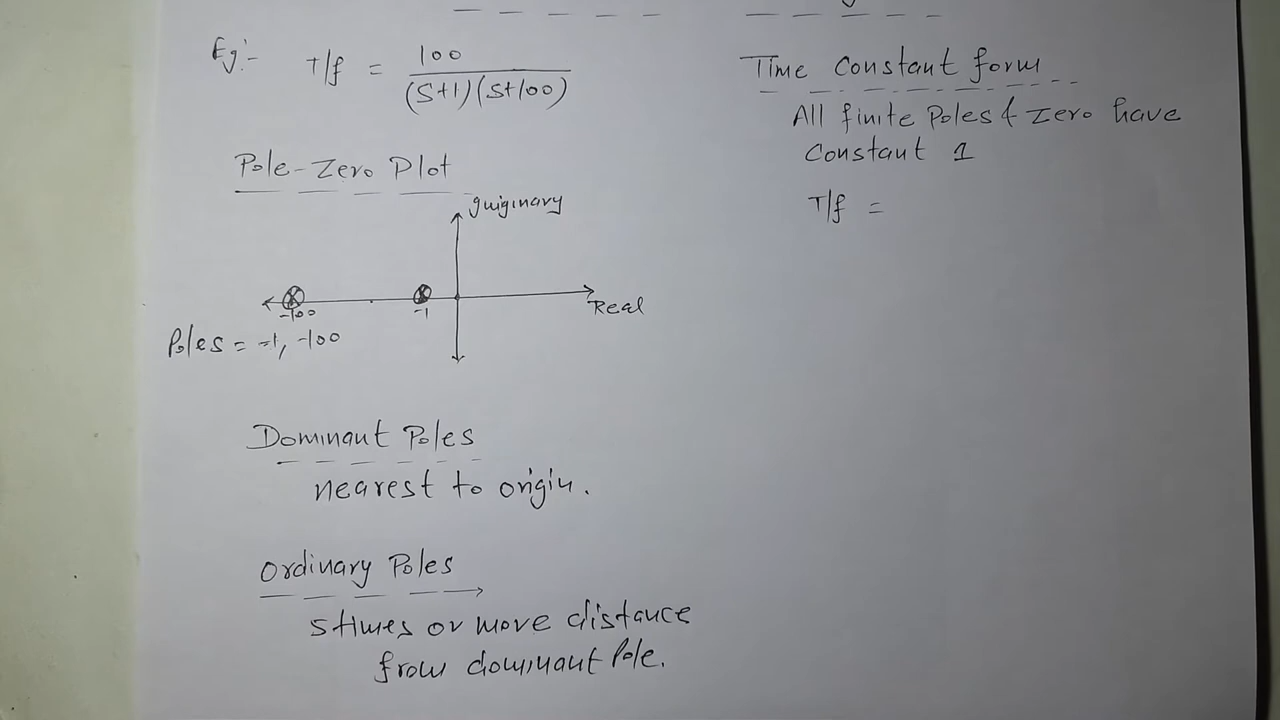 Eg:- T/f = 100 / (S+1)(S+100)
Pole-Zero Plot
Imiginary
Real
-100
-1
Poles = -1, -100
Dominant Poles
nearest to origin.
Ordinary Poles
5 times or more distance
from dominant Pole.
Time Constant form
All finite Poles & Zero have
Constant 1
T/f =